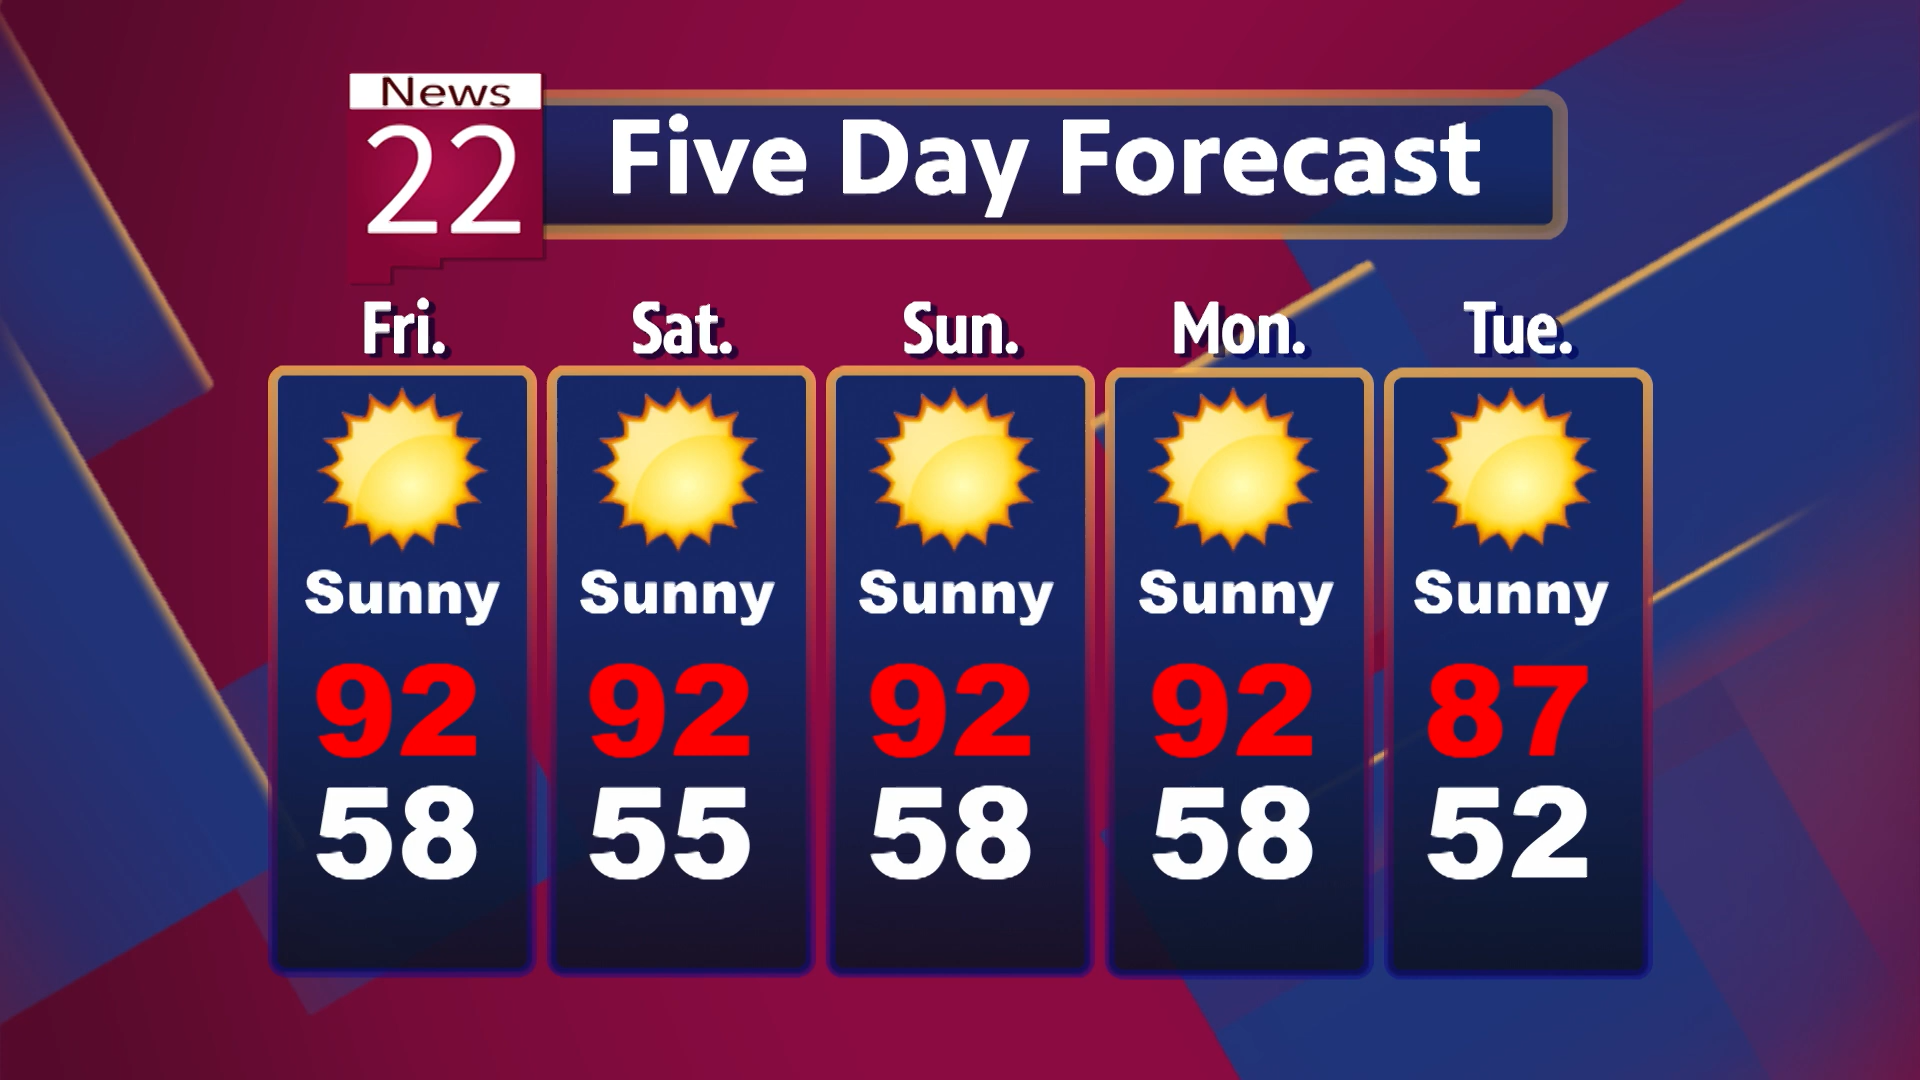 News
22
Five Day Forecast
Fri. Sat. Sun. Mon. Tue.
Sunny Sunny Sunny Sunny Sunny
92 92 92 92 87
58 55 58 58 52